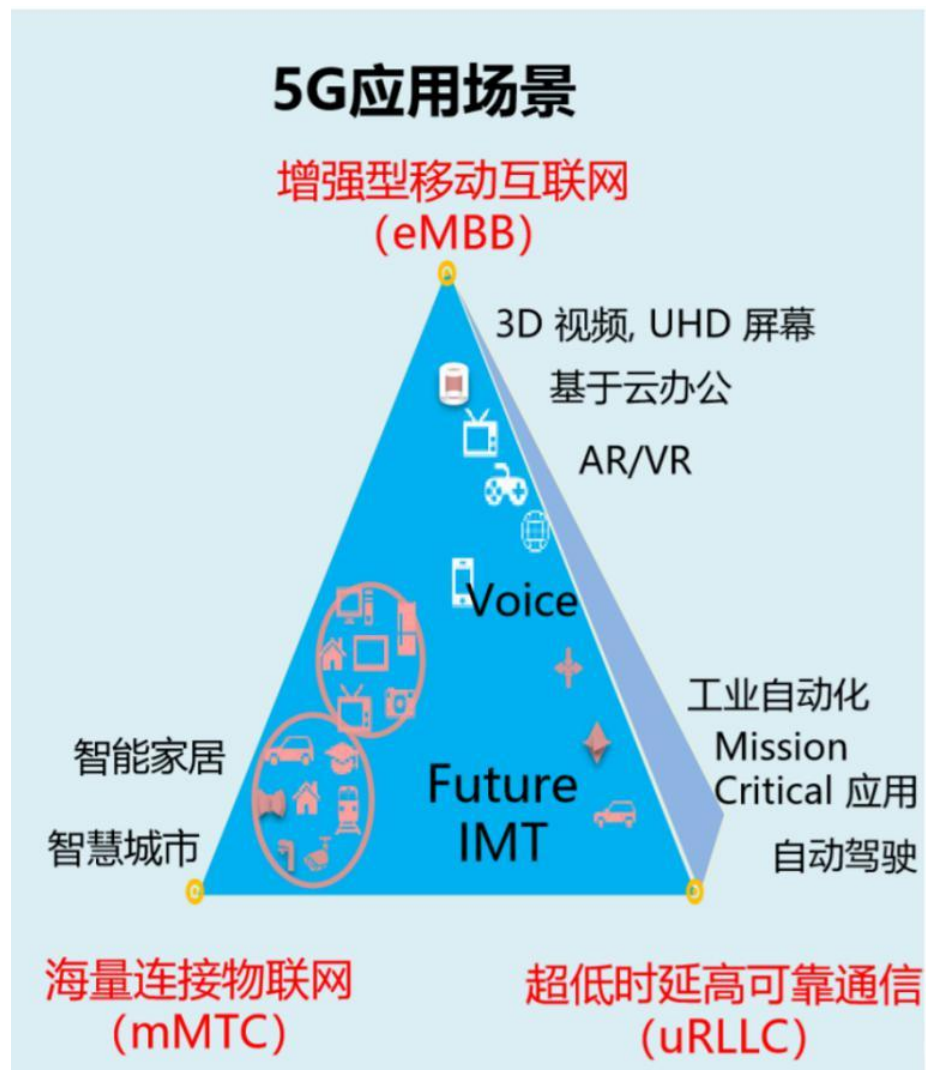 5G应用场景
增强型移动互联网
（eMBB）
3D 视频, UHD 屏幕
基于云办公
AR/VR
Voice
工业自动化
Mission
Critical 应用
自动驾驶
智能家居
智慧城市
Future
IMT
海量连接物联网
（mMTC）
超低时延高可靠通信
（uRLLC）